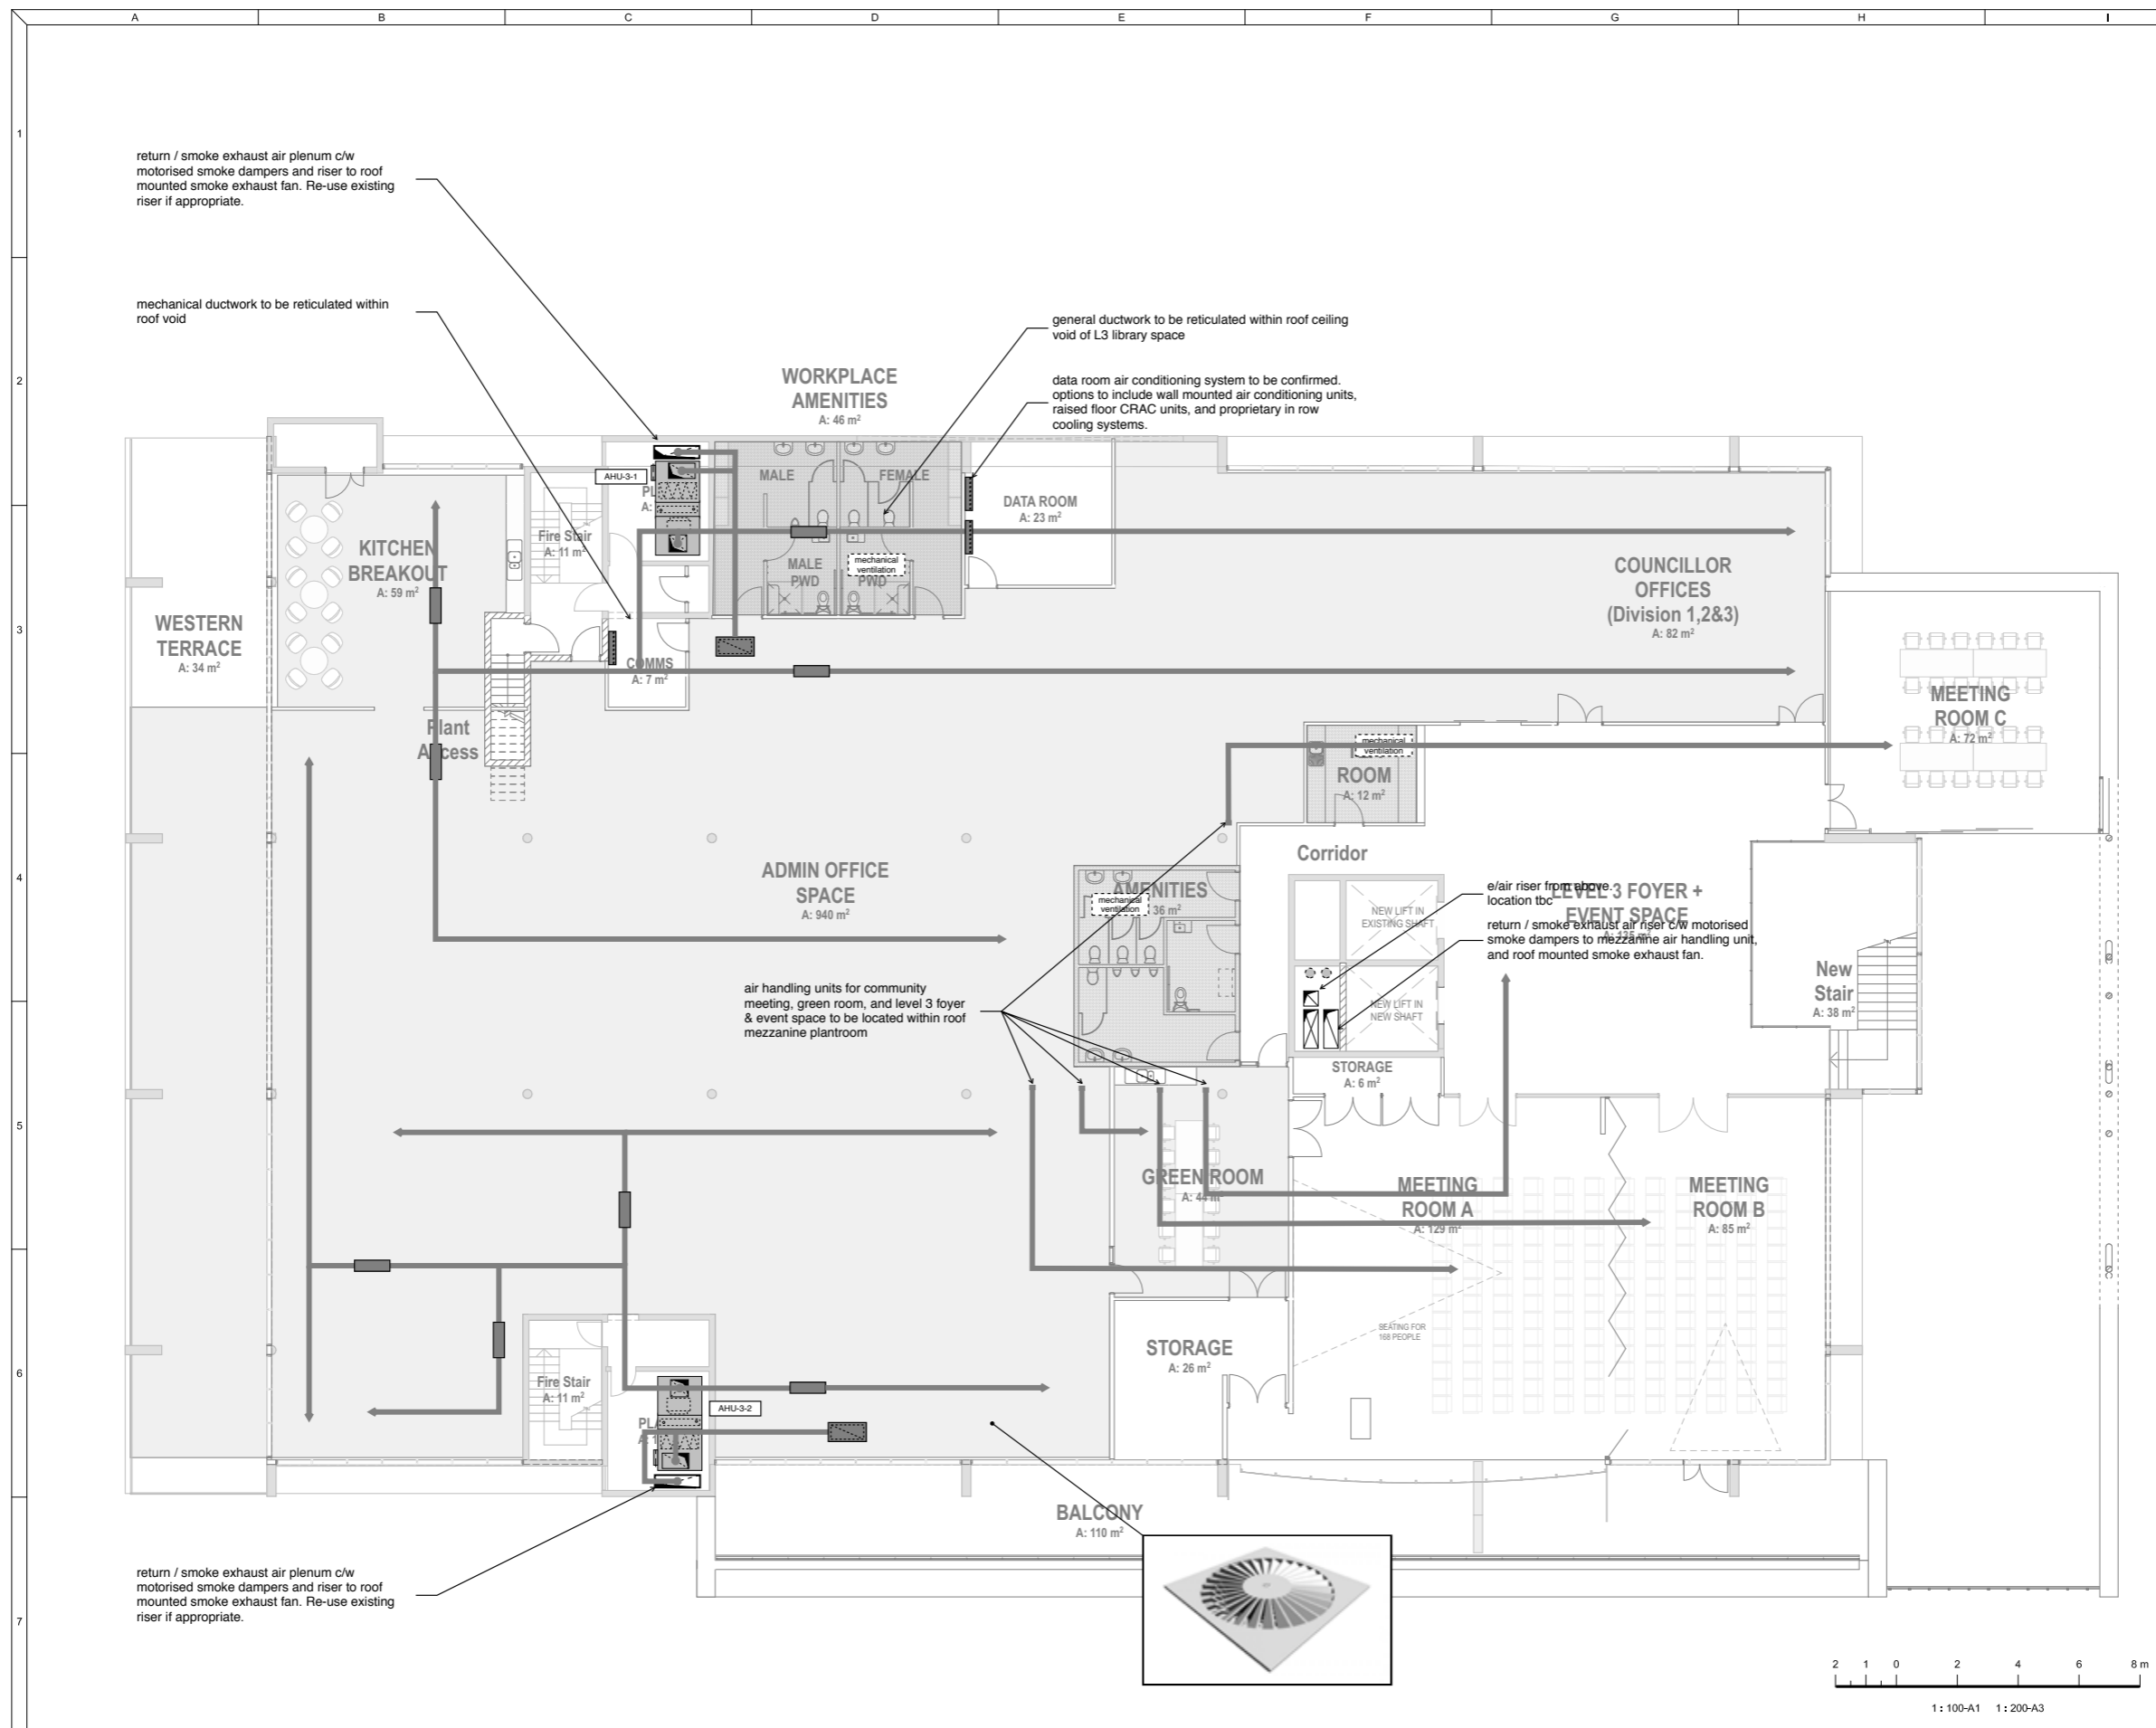 A B C D E F G H I
1
return / smoke exhaust air plenum c/w
motorised smoke dampers and riser to roof
mounted smoke exhaust fan. Re-use existing
riser if appropriate.
mechanical ductwork to be reticulated within
roof void
general ductwork to be reticulated within roof ceiling
void of L3 library space
2
WORKPLACE
AMENITIES
A: 46 m²
data room air conditioning system to be confirmed.
options to include wall mounted air conditioning units,
raised floor CRAC units, and proprietary in row
cooling systems.
AHU-3-1
MALE
FEMALE
DATA ROOM
A: 23 m²
KITCHEN
BREAKOUT
A: 59 m²
Fire Stair
A: 11 m²
MALE
PWD
mechanical
ventilation
PWD
COUNCILLOR
OFFICES
(Division 1,2&3)
A: 82 m²
3
WESTERN
TERRACE
A: 34 m²
COMMS
A: 7 m²
MEETING
ROOM C
A: 72 m²
Plant
Access
mechanical
ventilation
ROOM
A: 12 m²
4
ADMIN OFFICE
SPACE
A: 940 m²
Corridor
AMENITIES
mechanical
ventilation
36 m²
NEW LIFT IN
EXISTING SHAFT
e/air riser from above.
location tbc
LEVEL 3 FOYER +
EVENT SPACE
return / smoke exhaust air riser c/w motorised
smoke dampers to mezzanine air handling unit,
and roof mounted smoke exhaust fan.
New
Stair
A: 38 m²
air handling units for community
meeting, green room, and level 3 foyer
& event space to be located within roof
mezzanine plantroom
NEW LIFT IN
NEW SHAFT
STORAGE
A: 6 m²
5
GREEN ROOM
A: 44 m²
MEETING
ROOM A
A: 129 m²
MEETING
ROOM B
A: 85 m²
SEATING FOR
168 PEOPLE
STORAGE
A: 26 m²
6
Fire Stair
A: 11 m²
AHU-3-2
BALCONY
A: 110 m²
return / smoke exhaust air plenum c/w
motorised smoke dampers and riser to roof
mounted smoke exhaust fan. Re-use existing
riser if appropriate.
7
2 1 0 2 4 6 8 m
1 : 100-A1 1 : 200-A3